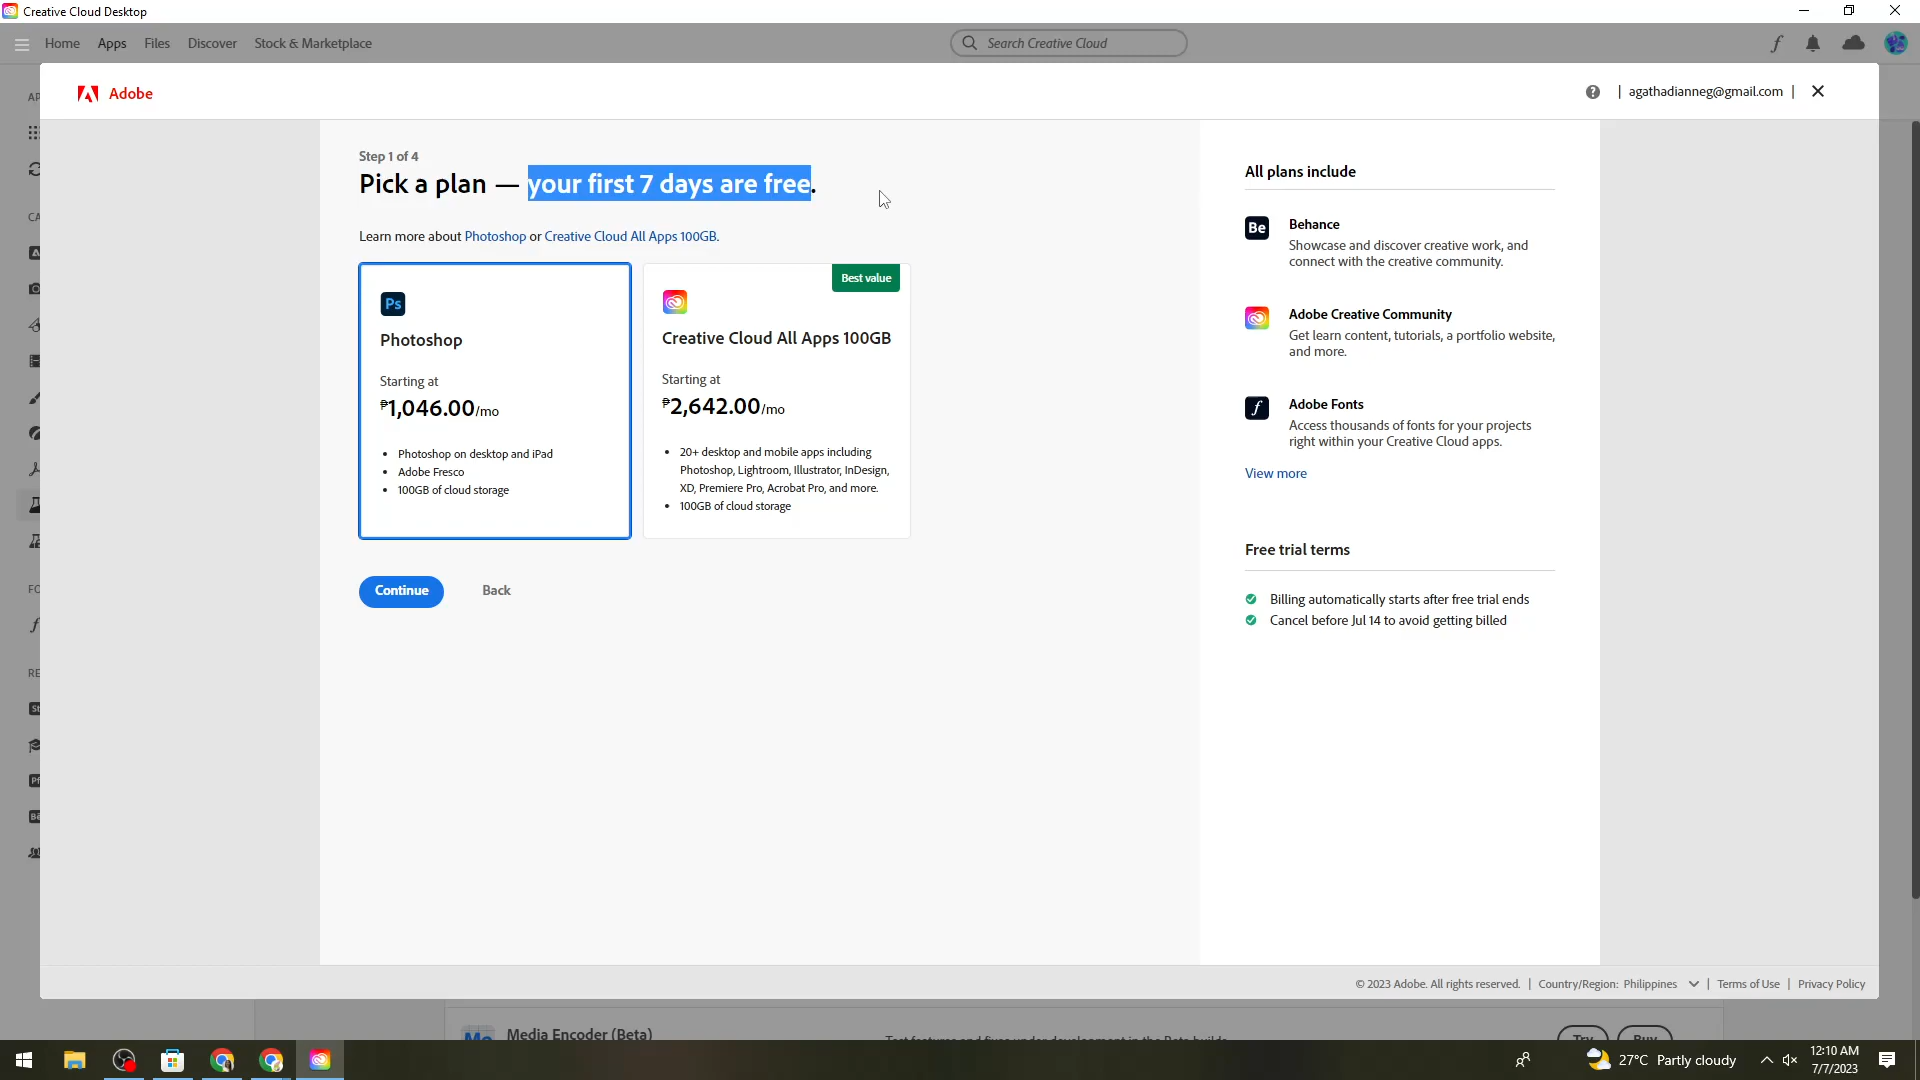 Creative Cloud Desktop
Home Apps Files Discover Stock & Marketplace
Search Creative Cloud
Adobe
| agathadianneg@gmail.com |
Step 1 of 4
Pick a plan — your first 7 days are free.
Learn more about Photoshop or Creative Cloud All Apps 100GB.
Ps
Photoshop
Starting at
₱1,046.00/mo
• Photoshop on desktop and iPad
• Adobe Fresco
• 100GB of cloud storage
Best value
Creative Cloud All Apps 100GB
Starting at
₱2,642.00/mo
• 20+ desktop and mobile apps including
Photoshop, Lightroom, Illustrator, InDesign,
XD, Premiere Pro, Acrobat Pro, and more.
• 100GB of cloud storage
Continue
Back
All plans include
Be
Behance
Showcase and discover creative work, and
connect with the creative community.
Adobe Creative Community
Get learn content, tutorials, a portfolio website,
and more.
Adobe Fonts
Access thousands of fonts for your projects
right within your Creative Cloud apps.
View more
Free trial terms
Billing automatically starts after free trial ends
Cancel before Jul 14 to avoid getting billed
© 2023 Adobe. All rights reserved. | Country/Region: Philippines | Terms of Use | Privacy Policy
Media Encoder (Beta)
Try
Buy
27°C Partly cloudy
12:10 AM
7/7/2023